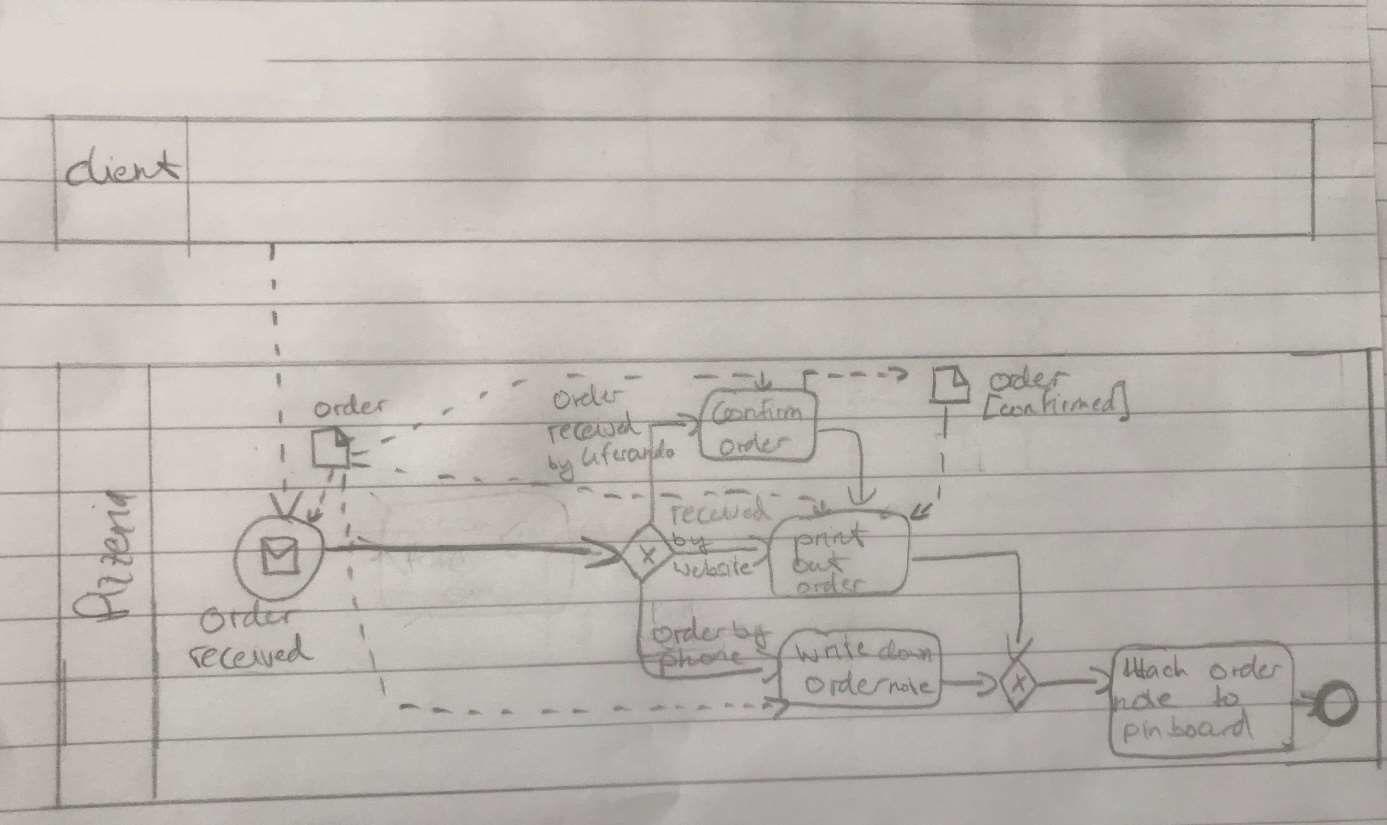 client
Pizzeria
order
order
received
order
received
by liferando
Confirm
order
order
[confirmed]
received
by
website
print
out
order
order by
phone
write down
order note
Attach order
note to
pinboard